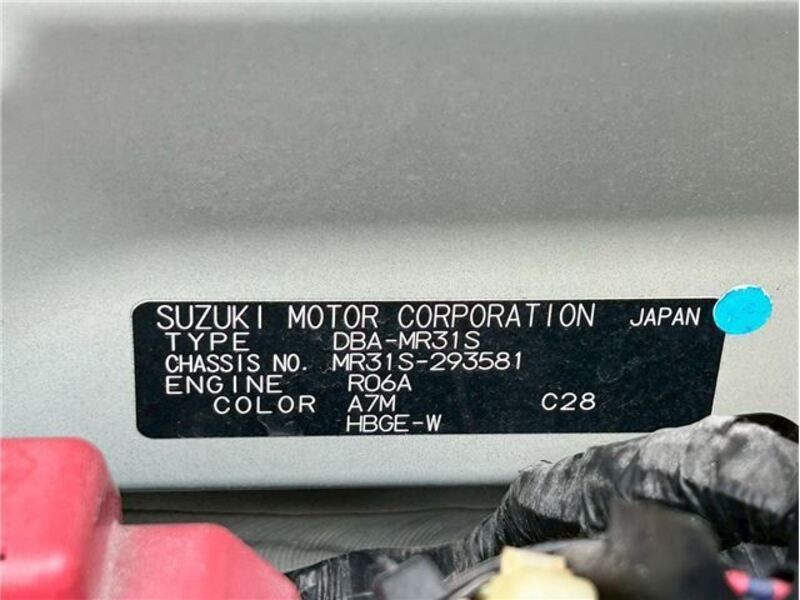 SUZUKI MOTOR CORPORATION JAPAN
TYPE DBA-MR31S
CHASSIS NO. MR31S-293581
ENGINE R06A
COLOR A7M C28
HBGE-W